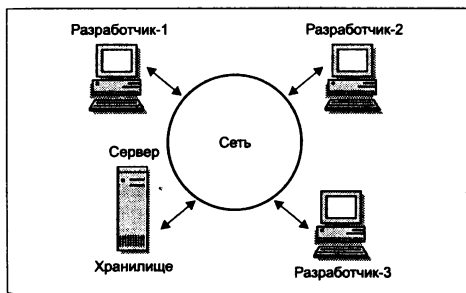 Разработчик-1
Разработчик-2
Сервер
Сеть
Хранилище
Разработчик-3